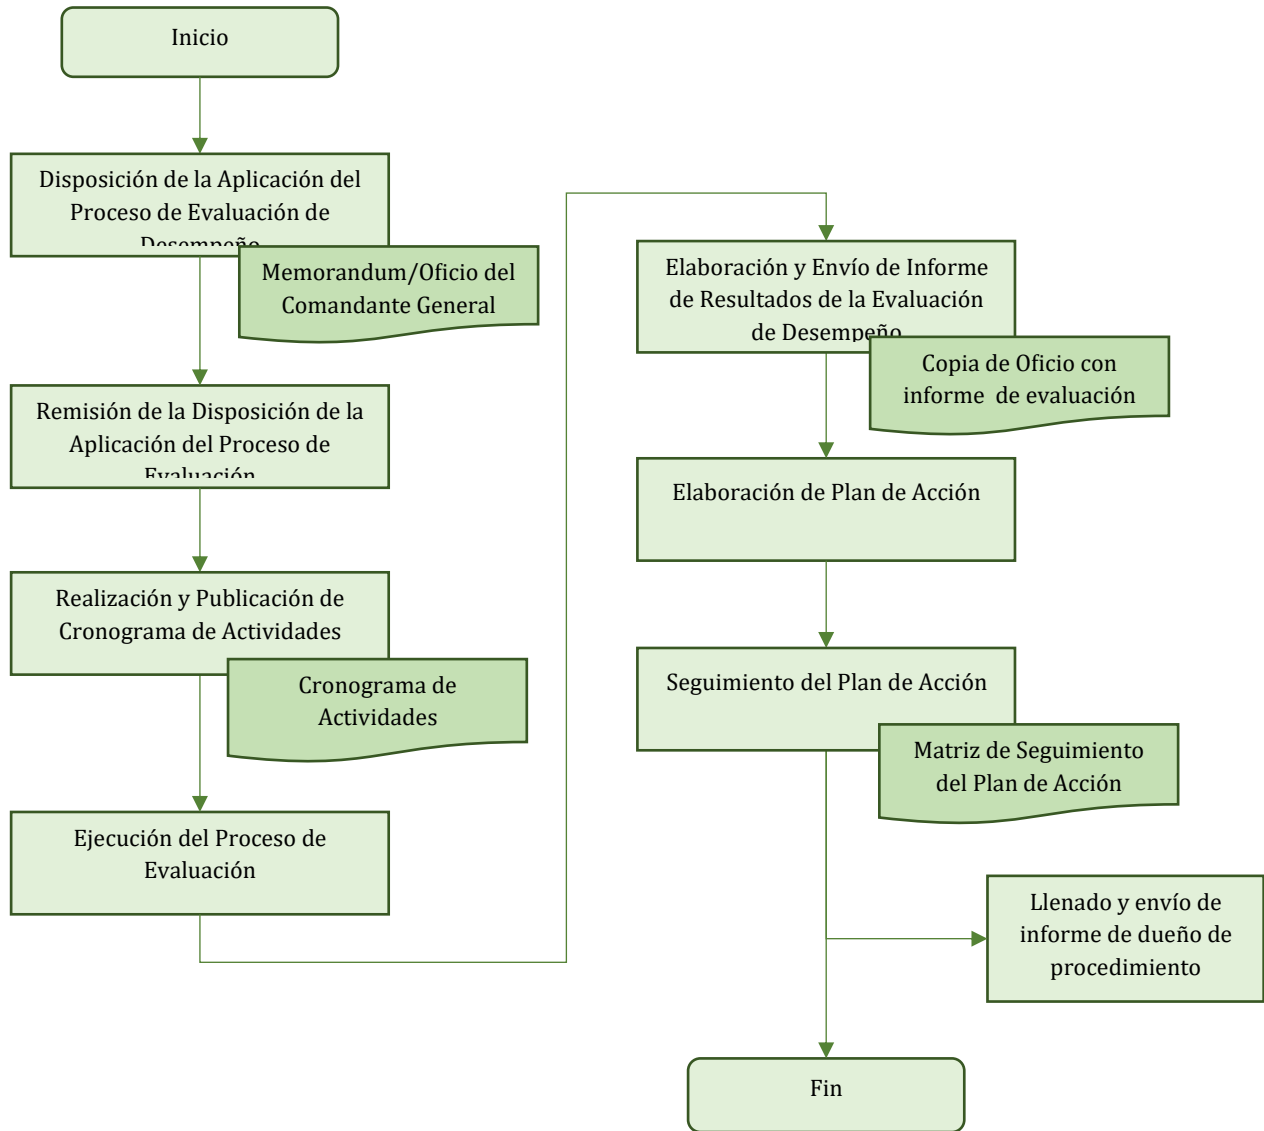 Inicio
Disposición de la Aplicación del
Proceso de Evaluación de
Desempeño
Memorandum/Oficio del
Comandante General
Remisión de la Disposición de la
Aplicación del Proceso de
Evaluación
Realización y Publicación de
Cronograma de Actividades
Cronograma de
Actividades
Ejecución del Proceso de
Evaluación
Elaboración y Envío de Informe
de Resultados de la Evaluación
de Desempeño
Copia de Oficio con
informe  de evaluación
Elaboración de Plan de Acción
Seguimiento del Plan de Acción
Matriz de Seguimiento
del Plan de Acción
Llenado y envío de
informe de dueño de
procedimiento
Fin